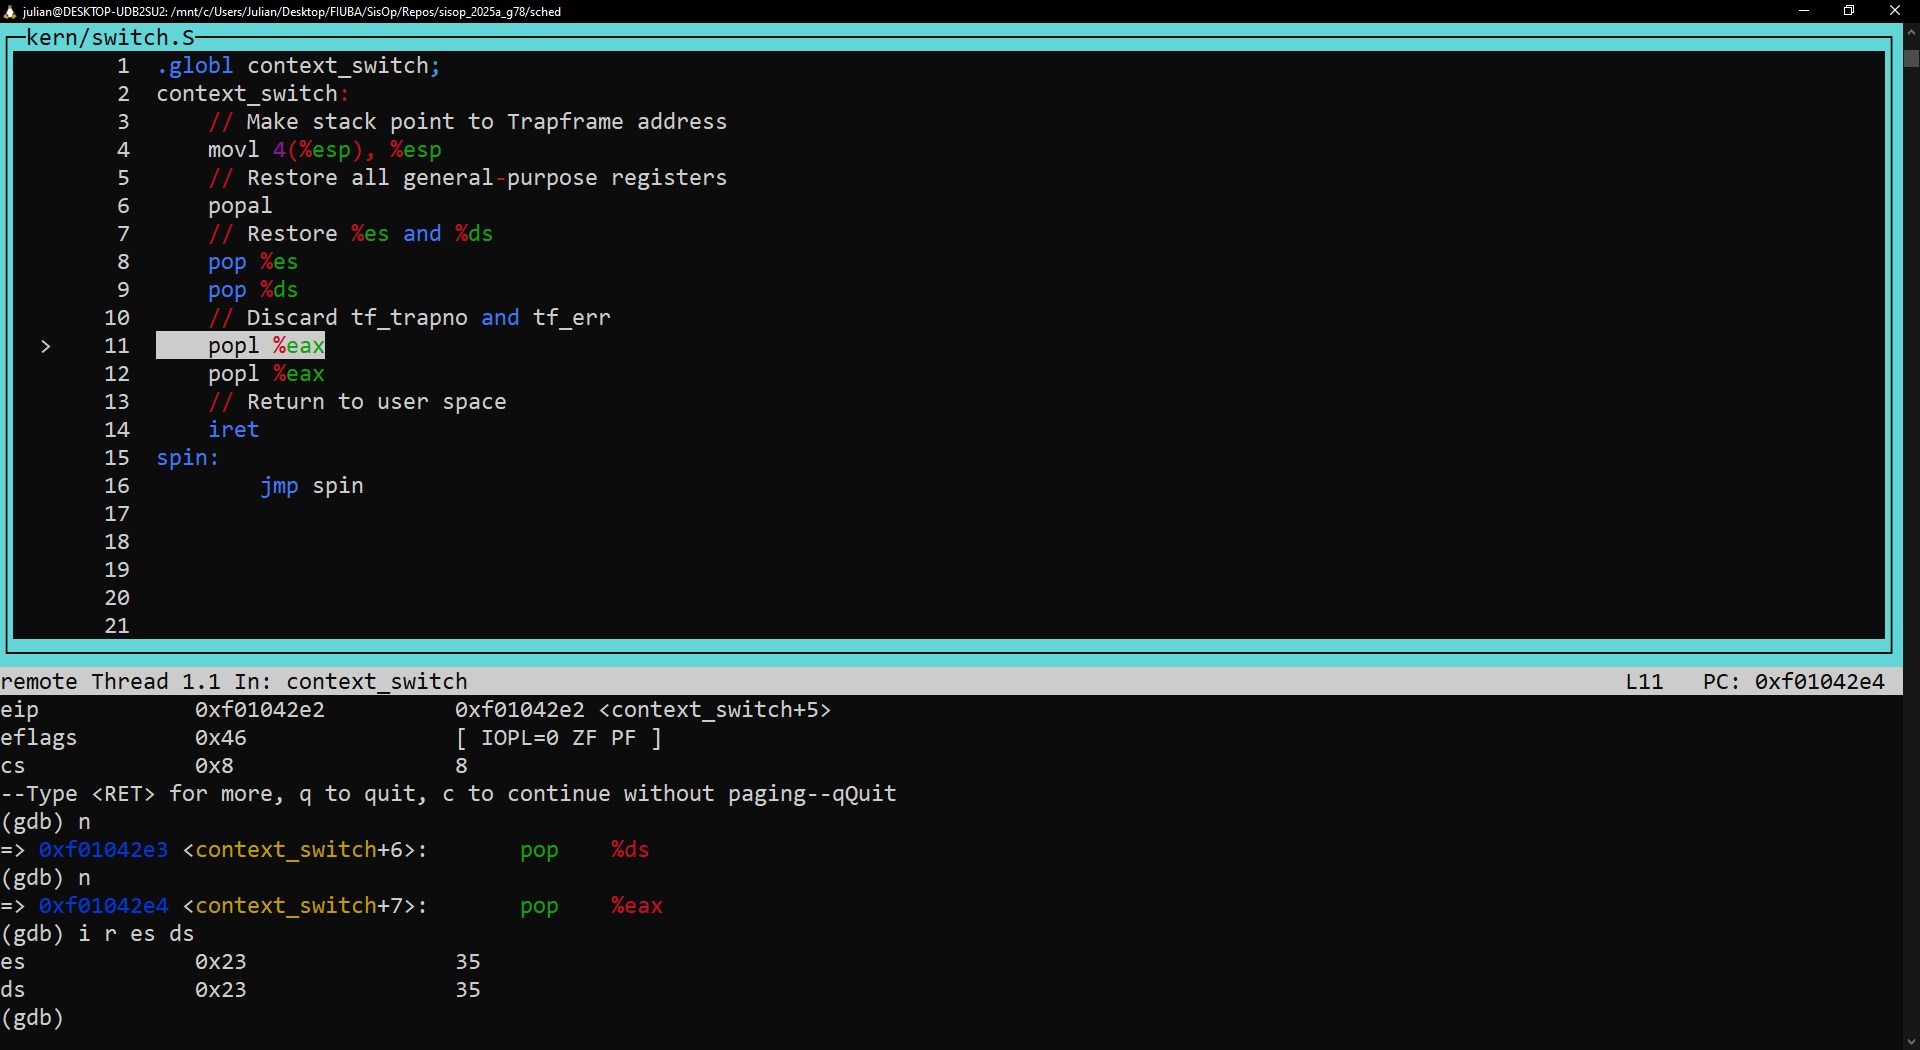 julian@DESKTOP-UDB2SU2: /mnt/c/Users/Julian/Desktop/FIUBA/SisOp/Repos/sisop_2025a_g78/sched
kern/switch.S
1 .globl context_switch;
2 context_switch:
3 // Make stack point to Trapframe address
4 movl 4(%esp), %esp
5 // Restore all general-purpose registers
6 popal
7 // Restore %es and %ds
8 pop %es
9 pop %ds
10 // Discard tf_trapno and tf_err
> 11 popl %eax
12 popl %eax
13 // Return to user space
14 iret
15 spin:
16 jmp spin
17
18
19
20
21
remote Thread 1.1 In: context_switch L11 PC: 0xf01042e4
eip 0xf01042e2 0xf01042e2 <context_switch+5>
eflags 0x46 [ IOPL=0 ZF PF ]
cs 0x8 8
--Type <RET> for more, q to quit, c to continue without paging--qQuit
(gdb) n
=> 0xf01042e3 <context_switch+6>: pop %ds
(gdb) n
=> 0xf01042e4 <context_switch+7>: pop %eax
(gdb) i r es ds
es 0x23 35
ds 0x23 35
(gdb)